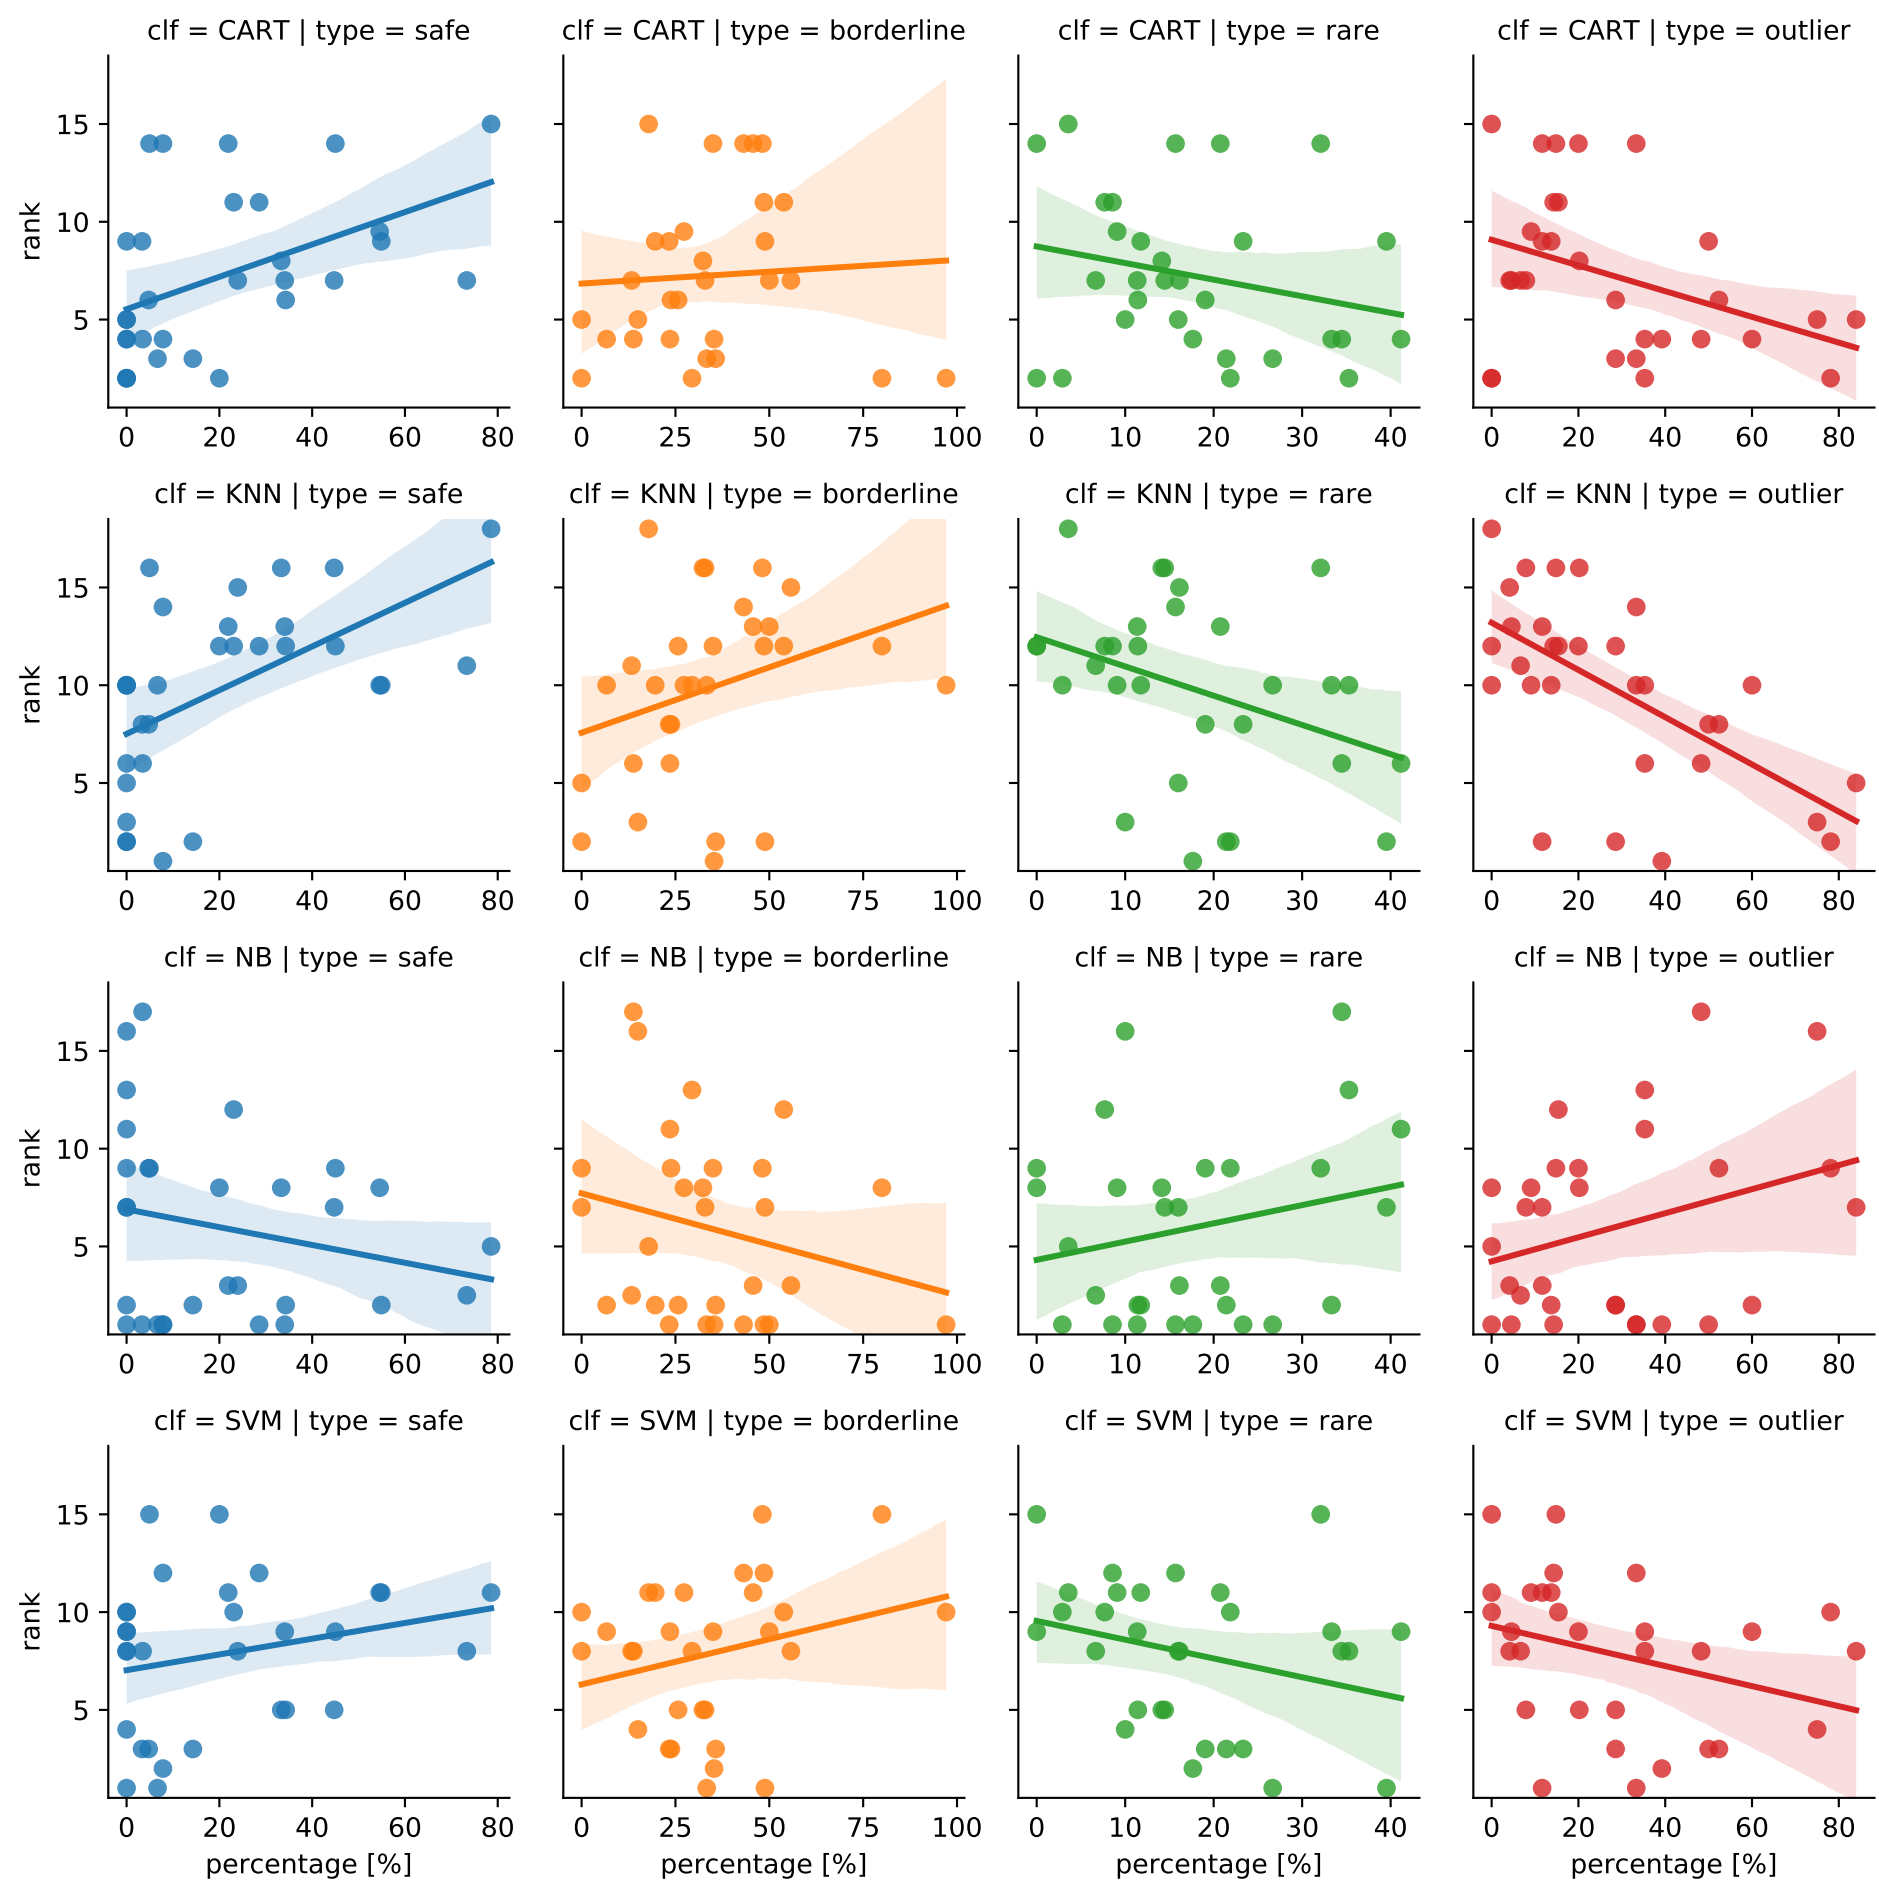 clf = CART | type = safe
clf = CART | type = borderline
clf = CART | type = rare
clf = CART | type = outlier
rank
15
10
5
0 20 40 60 80
0 25 50 75 100
0 10 20 30 40
0 20 40 60 80
clf = KNN | type = safe
clf = KNN | type = borderline
clf = KNN | type = rare
clf = KNN | type = outlier
rank
15
10
5
0 20 40 60 80
0 25 50 75 100
0 10 20 30 40
0 20 40 60 80
clf = NB | type = safe
clf = NB | type = borderline
clf = NB | type = rare
clf = NB | type = outlier
rank
15
10
5
0 20 40 60 80
0 25 50 75 100
0 10 20 30 40
0 20 40 60 80
clf = SVM | type = safe
clf = SVM | type = borderline
clf = SVM | type = rare
clf = SVM | type = outlier
rank
15
10
5
0 20 40 60 80
0 25 50 75 100
0 10 20 30 40
0 20 40 60 80
percentage [%]
percentage [%]
percentage [%]
percentage [%]